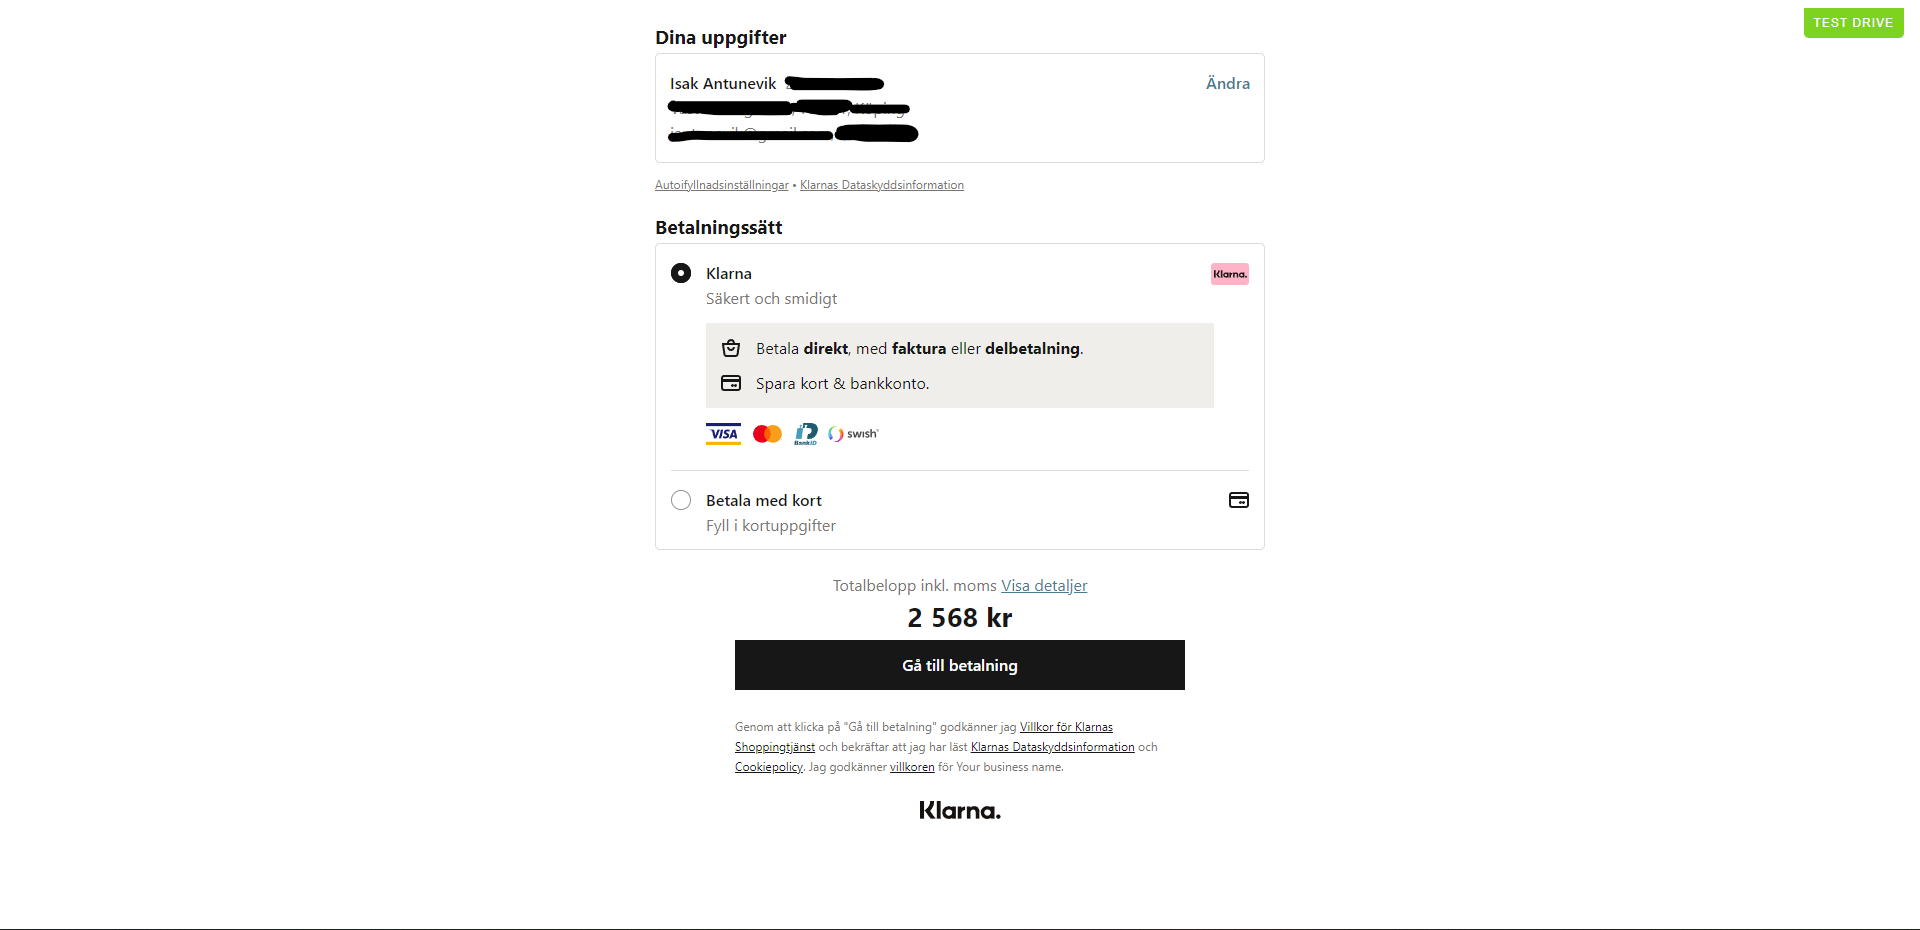 TEST DRIVE
Dina uppgifter
Isak Antunevik
Ändra
Autoifyllnadsinställningar • Klarnas Dataskyddsinformation
Betalningssätt
Klarna
Klarna.
Säkert och smidigt
Betala direkt, med faktura eller delbetalning.
Spara kort & bankkonto.
VISA BankID swish
Betala med kort
Fyll i kortuppgifter
Totalbelopp inkl. moms Visa detaljer
2 568 kr
Gå till betalning
Genom att klicka på "Gå till betalning" godkänner jag Villkor för Klarnas
Shoppingtjänst och bekräftar att jag har läst Klarnas Dataskyddsinformation och
Cookiepolicy. Jag godkänner villkoren för Your business name.
Klarna.